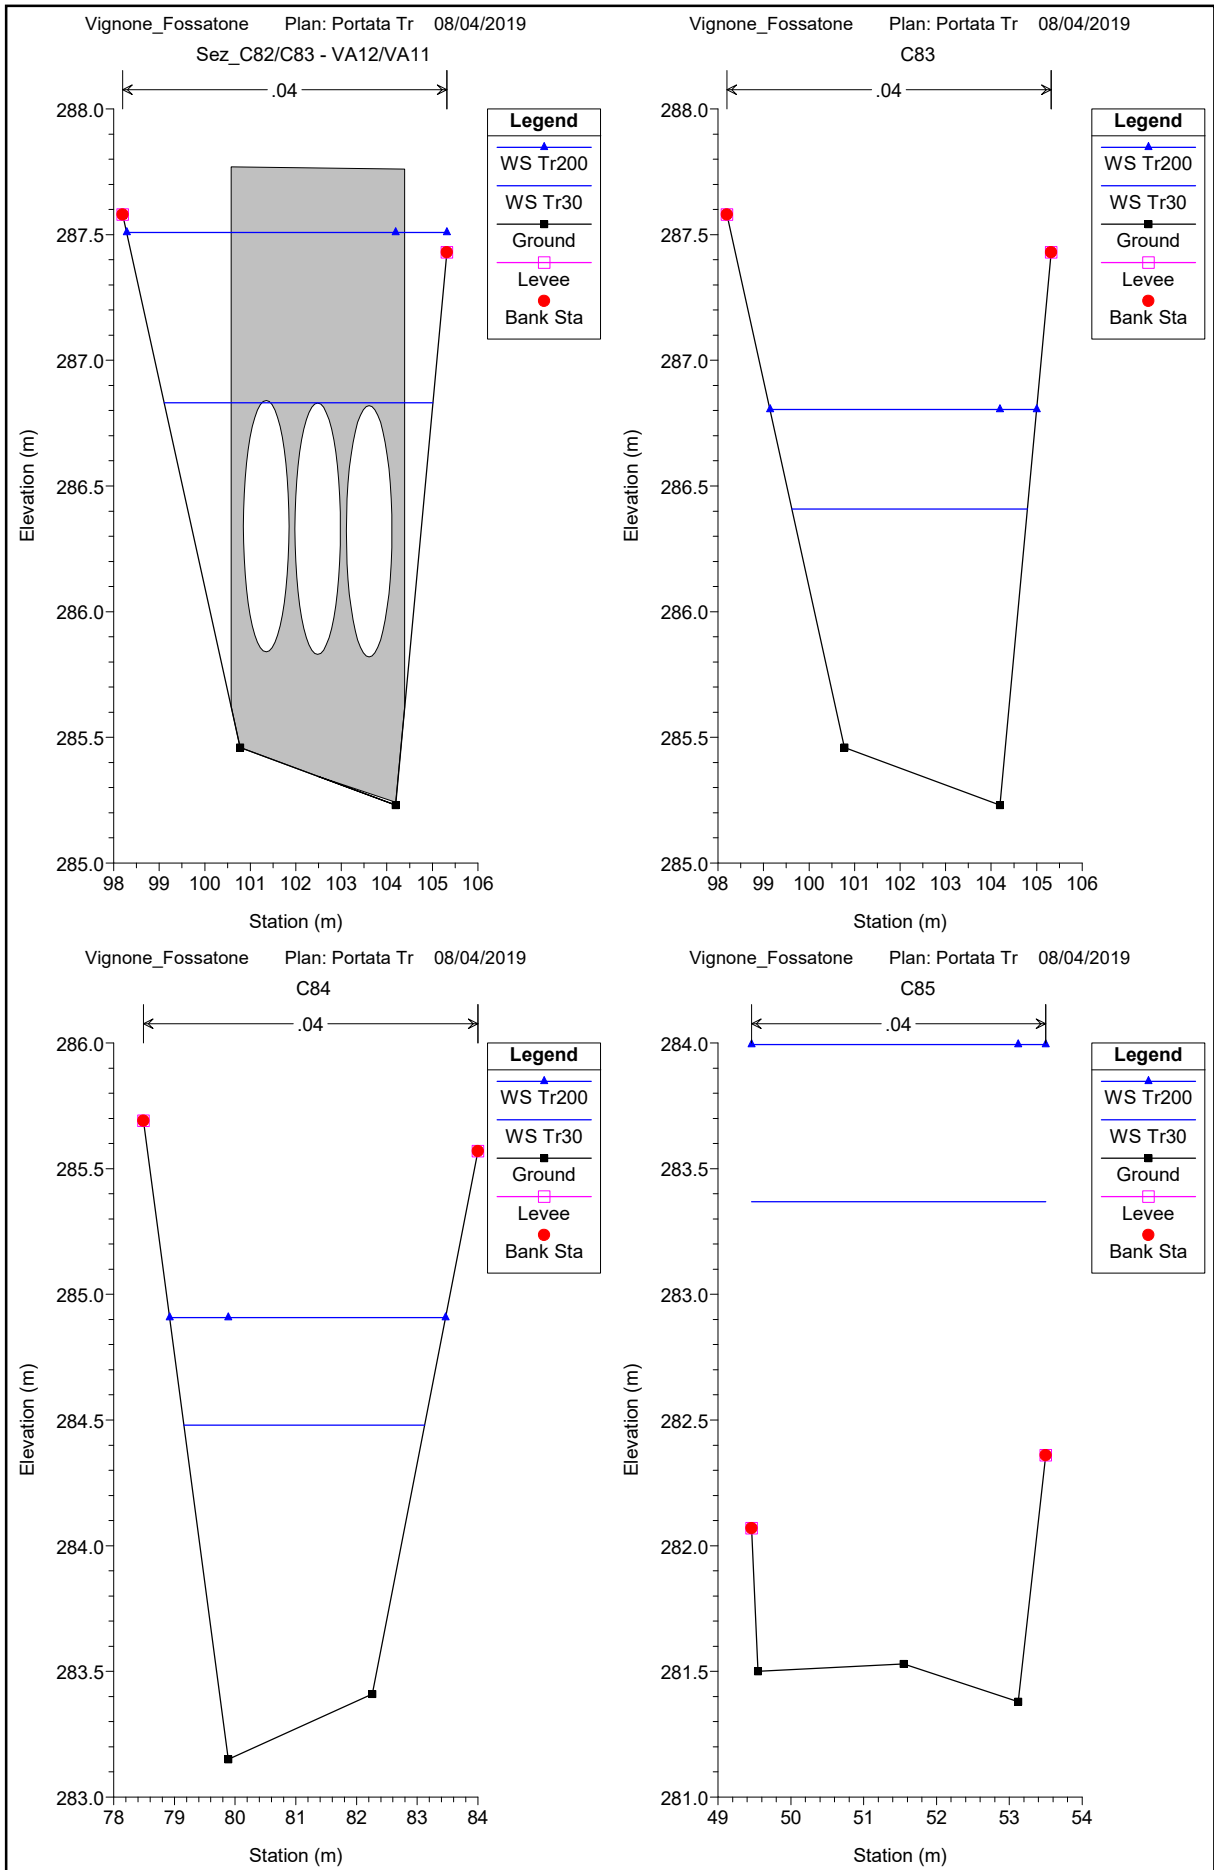 Vignone_Fossatone Plan: Portata Tr 08/04/2019
Sez_C82/C83 - VA12/VA11
.04
288.0
287.5
287.0
286.5
286.0
285.5
285.0
98 99 100 101 102 103 104 105 106
Elevation (m)
Station (m)
Legend
WS Tr200
WS Tr30
Ground
Levee
Bank Sta
Vignone_Fossatone Plan: Portata Tr 08/04/2019
C83
.04
288.0
287.5
287.0
286.5
286.0
285.5
285.0
98 99 100 101 102 103 104 105 106
Elevation (m)
Station (m)
Legend
WS Tr200
WS Tr30
Ground
Levee
Bank Sta
Vignone_Fossatone Plan: Portata Tr 08/04/2019
C84
.04
286.0
285.5
285.0
284.5
284.0
283.5
283.0
78 79 80 81 82 83 84
Elevation (m)
Station (m)
Legend
WS Tr200
WS Tr30
Ground
Levee
Bank Sta
Vignone_Fossatone Plan: Portata Tr 08/04/2019
C85
.04
284.0
283.5
283.0
282.5
282.0
281.5
281.0
49 50 51 52 53 54
Elevation (m)
Station (m)
Legend
WS Tr200
WS Tr30
Ground
Levee
Bank Sta